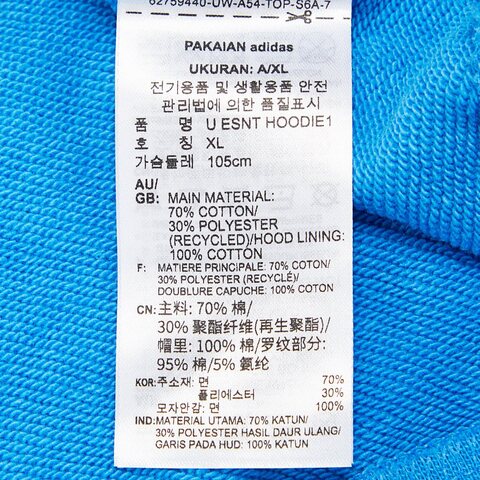 62759440-UW-A54-TOP-S6A-7
PAKAIAN adidas
UKURAN: A/XL
전기용품 및 생활용품 안전
관리법에 의한 품질표시
품 명 U ESNT HOODIE1
호 칭 XL
가슴둘레 105cm
AU/
GB: MAIN MATERIAL:
70% COTTON/
30% POLYESTER
(RECYCLED)/HOOD LINING:
100% COTTON
F: MATIERE PRINCIPALE: 70% COTON/
30% POLYESTER (RECYCLÉ)/
DOUBLURE CAPUCHE: 100% COTON
CN: 主料: 70% 棉/
30% 聚酯纤维(再生聚酯)/
帽里: 100% 棉/罗纹部分:
95% 棉/5% 氨纶
KOR: 주소재: 면 70%
폴리에스터 30%
모자안감: 면 100%
IND: MATERIAL UTAMA: 70% KATUN/
30% POLYESTER HASIL DAUR ULANG/
GARIS PADA HUD: 100% KATUN